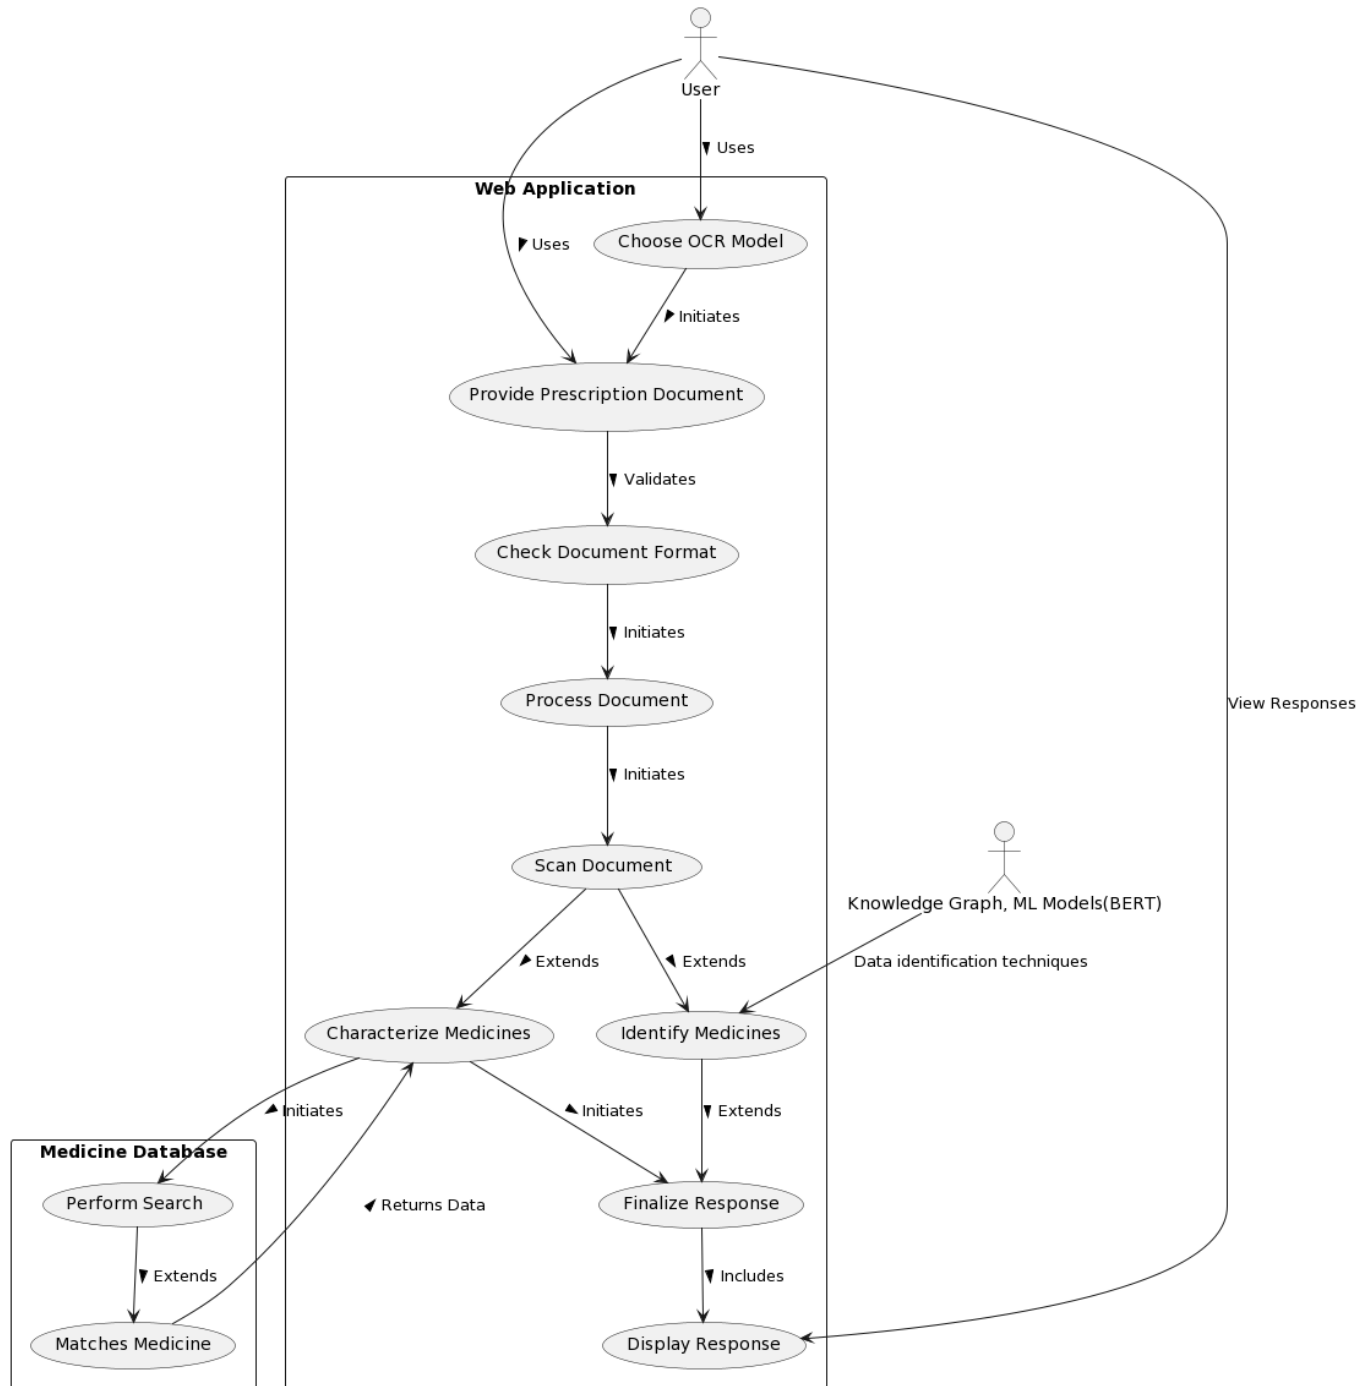 User
Uses
Web Application
Choose OCR Model
Uses
Initiates
Provide Prescription Document
Validates
Check Document Format
Initiates
Process Document
View Responses
Initiates
Scan Document
Knowledge Graph, ML Models(BERT)
Extends
Extends
Data identification techniques
Characterize Medicines
Identify Medicines
Initiates
Initiates
Extends
Medicine Database
Perform Search
Returns Data
Finalize Response
Extends
Includes
Matches Medicine
Display Response